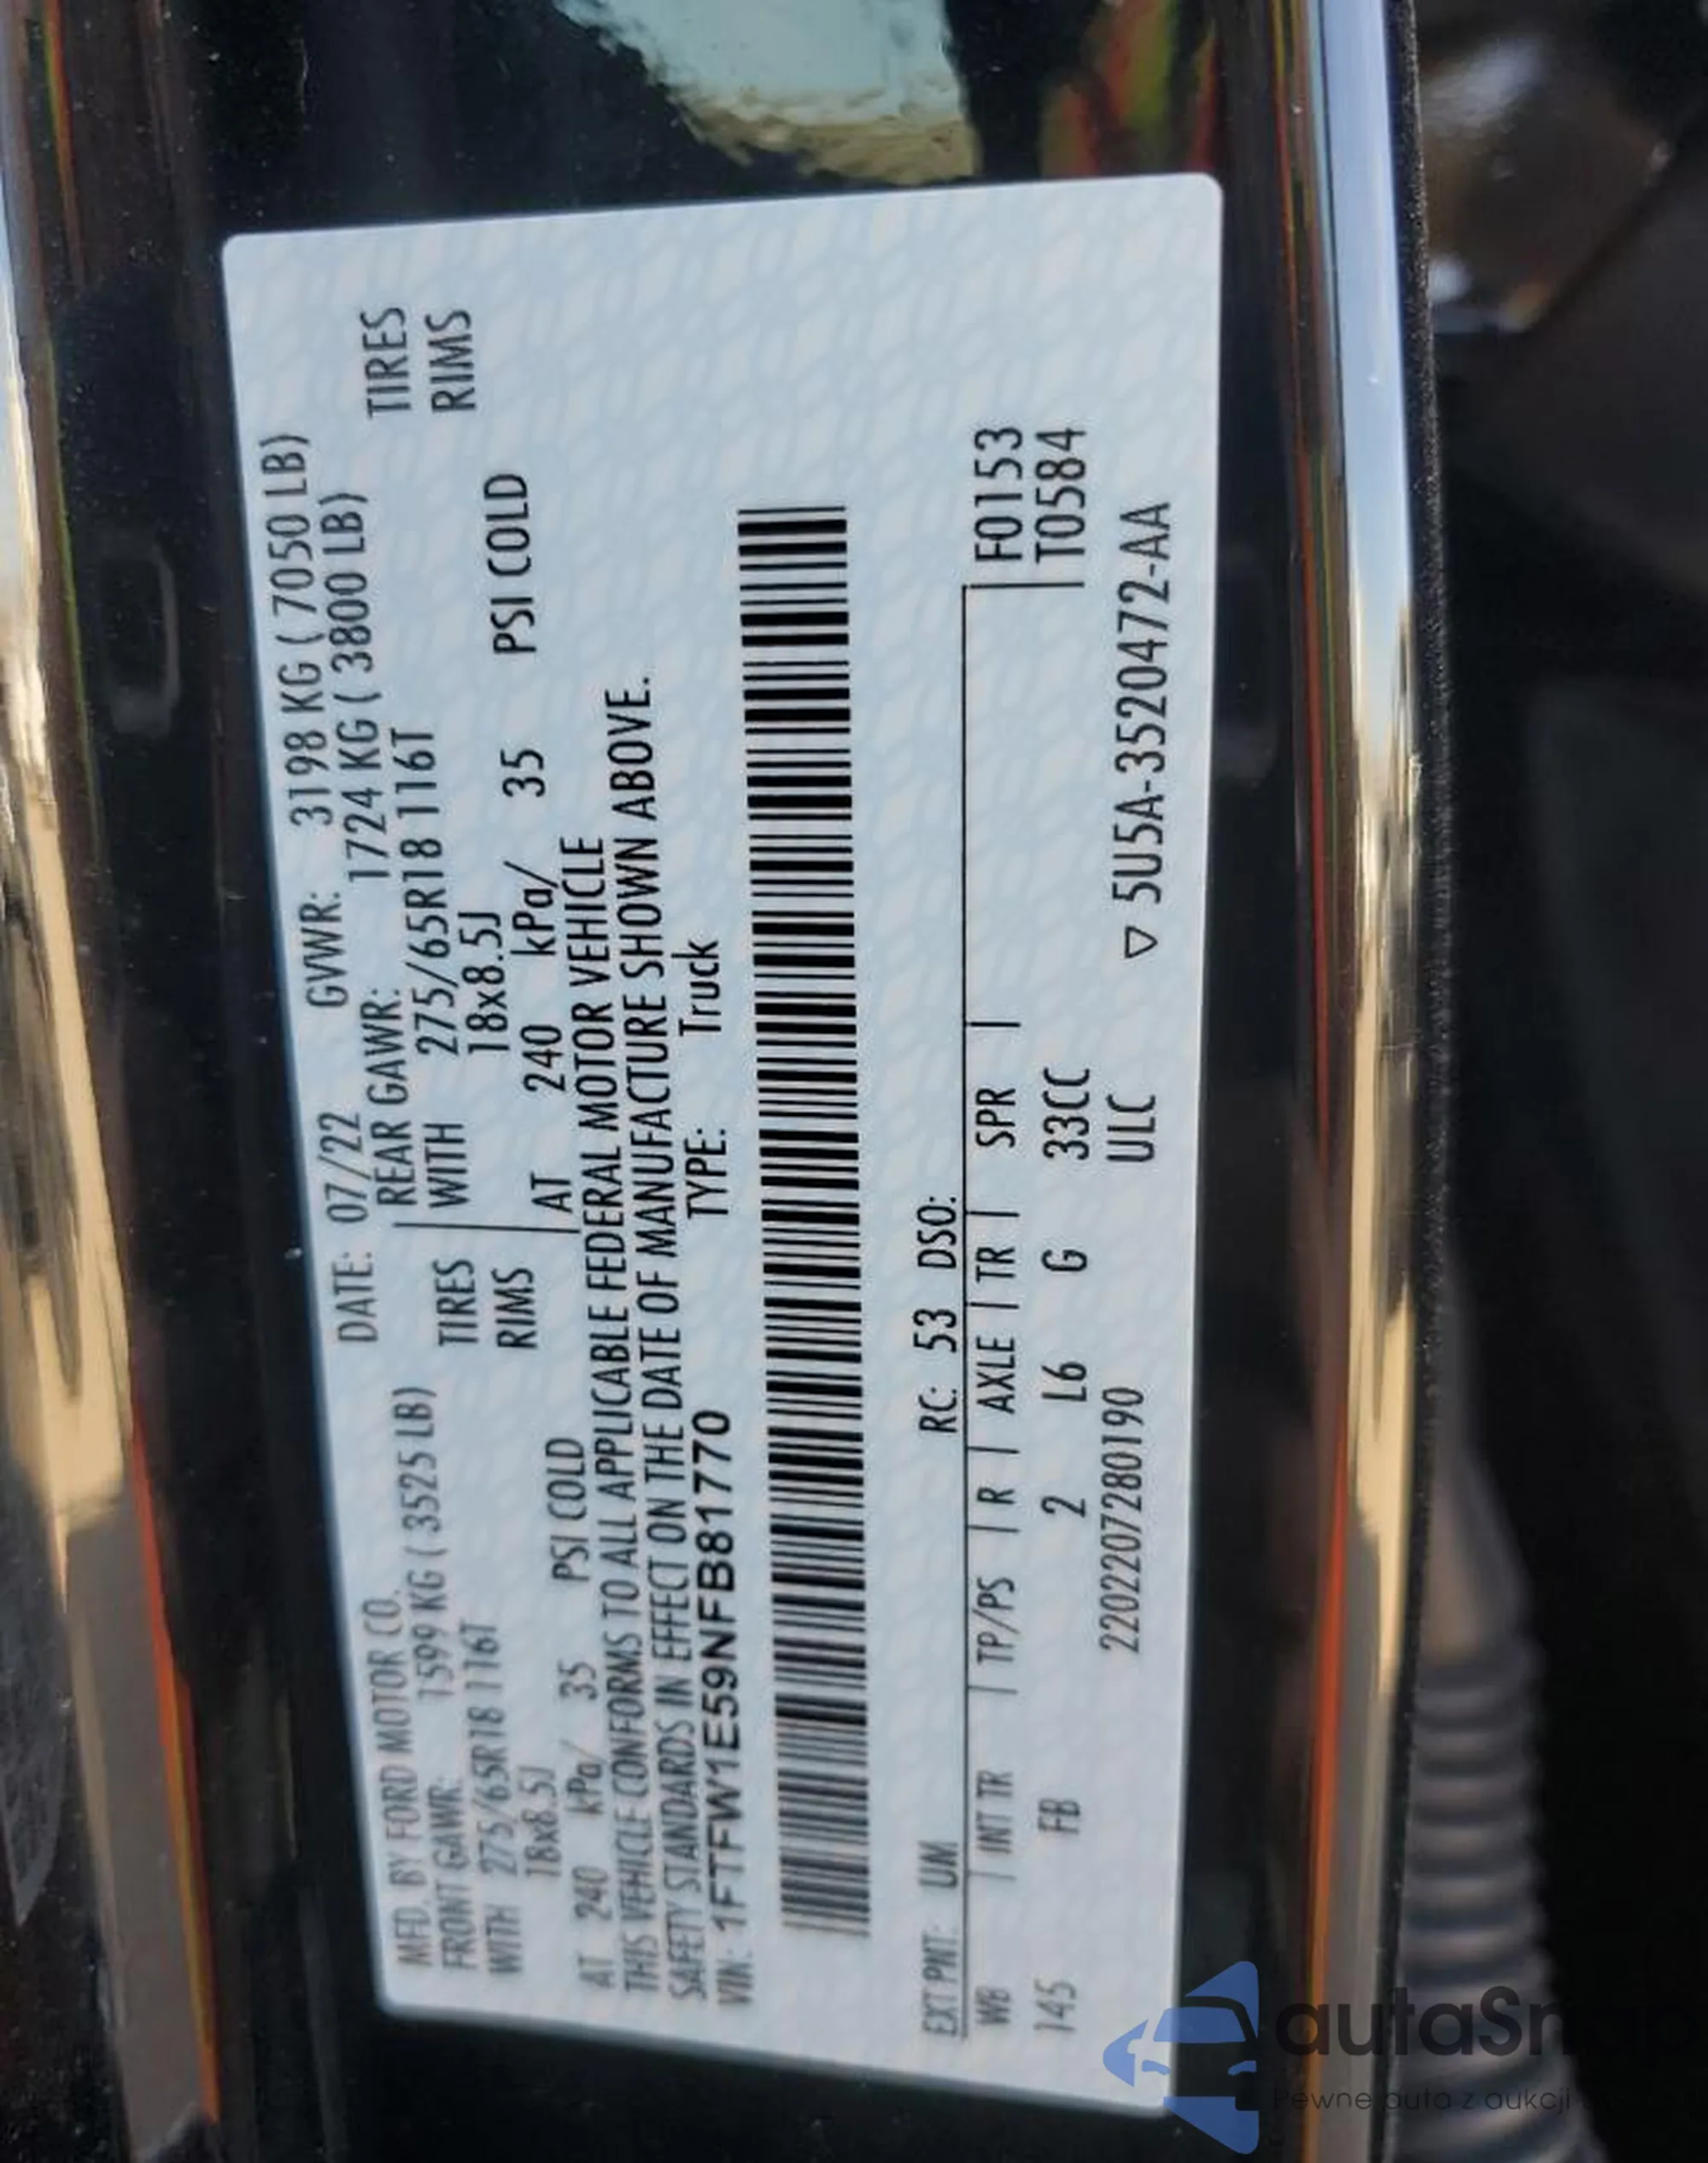 MFD. BY FORD MOTOR CO. DATE: 07/22 GVWR: 3198 KG ( 7050 LB)
FRONT GAWR: 1599 KG ( 3525 LB) REAR GAWR: 1724 KG ( 3800 LB)
WITH 275/65R18 116T TIRES WITH 275/65R18 116T TIRES
18x8.5J RIMS 18x8.5J RIMS
AT 240 kPa/ 35 PSI COLD AT 240 kPa/ 35 PSI COLD
THIS VEHICLE CONFORMS TO ALL APPLICABLE FEDERAL MOTOR VEHICLE
SAFETY STANDARDS IN EFFECT ON THE DATE OF MANUFACTURE SHOWN ABOVE.
VIN: 1FTFW1E59NFB81770 TYPE: Truck
EXT PNT: UM RC: 53 DSO:
WB | INT TR | TP/PS | R | AXLE | TR | SPR | F0153
145 FB 2 L6 G 33CC T0584
2202207280190 ULC ▽ 5U5A-3520472-AA
Pewne auta z aukcji